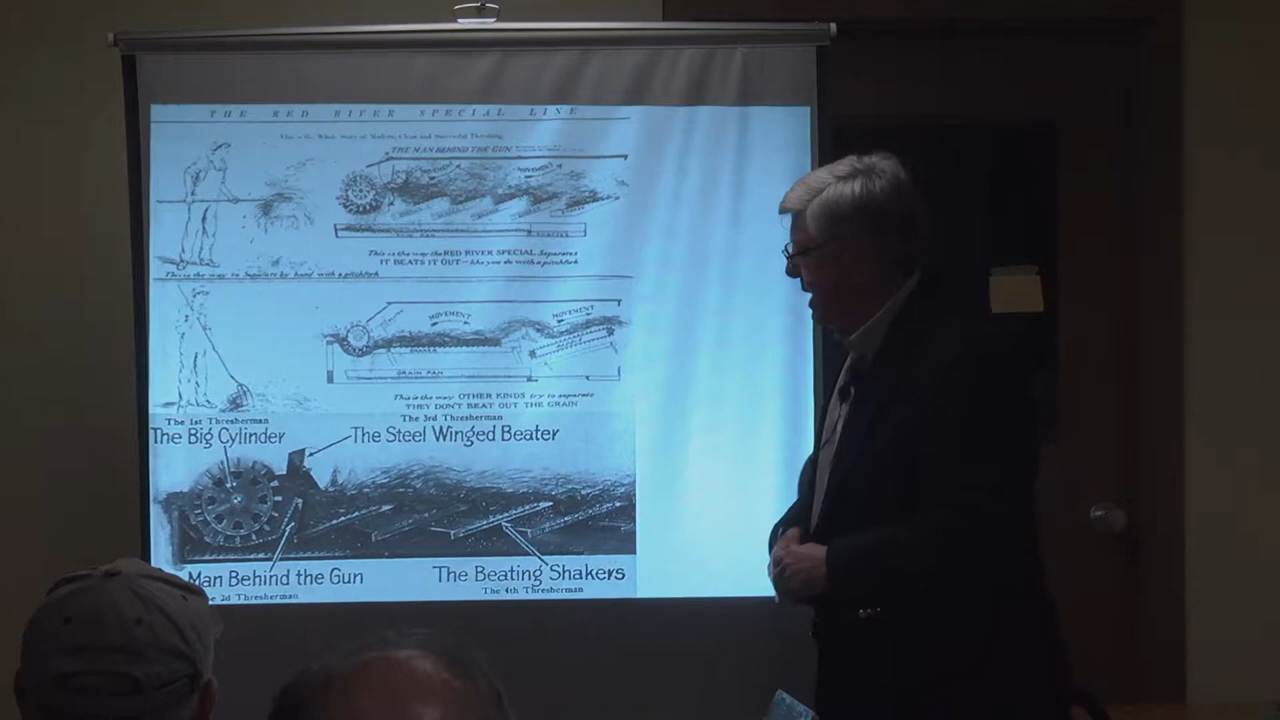 THE RED RIVER SPECIAL LINE
THE MAN BEHIND THE GUN
MOVEMENT
MOVEMENT
GRAIN PAN
This is the way the RED RIVER SPECIAL Separates
IT BEATS IT OUT - like you do with a pitchfork
This is the way to Separate by hand with a pitchfork
MOVEMENT
MOVEMENT
GRAIN PAN
This is the way OTHER KINDS try to separate
THEY DON'T BEAT OUT THE GRAIN
The 1st Thresherman
The 3rd Thresherman
The Big Cylinder
The Steel Winged Beater
Man Behind the Gun
The Beating Shakers
2d Thresherman
The 4th Thresherman